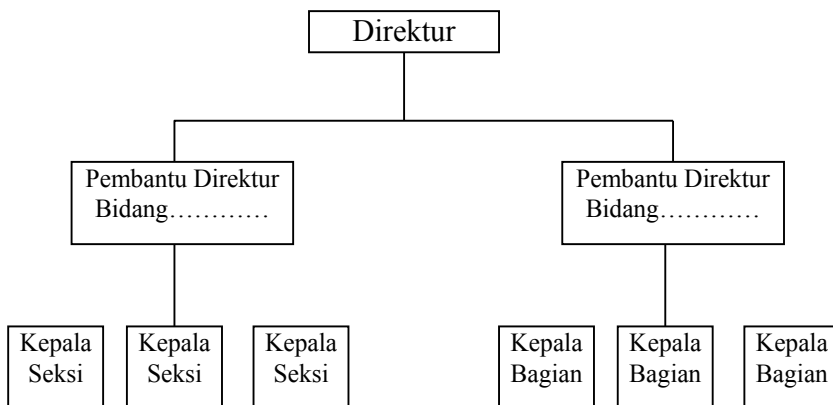 Direktur
Pembantu Direktur
Bidang…………
Pembantu Direktur
Bidang…………
Kepala
Seksi
Kepala
Seksi
Kepala
Seksi
Kepala
Bagian
Kepala
Bagian
Kepala
Bagian